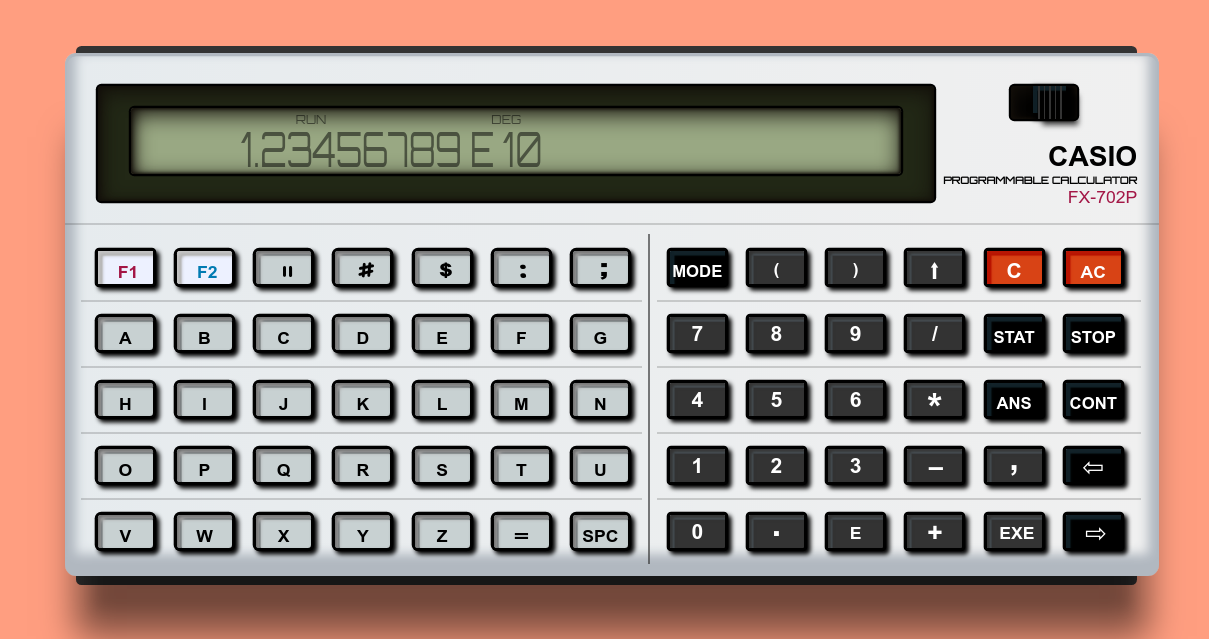 RUN DEG
1.23456789 E 10
CASIO
PROGRAMMABLE CALCULATOR
FX-702P
F1 F2 " # $ : ; MODE ( ) ↑ C AC
A B C D E F G 7 8 9 / STAT STOP
H I J K L M N 4 5 6 * ANS CONT
O P Q R S T U 1 2 3 – , ⇦
V W X Y Z = SPC 0 . E + EXE ⇨